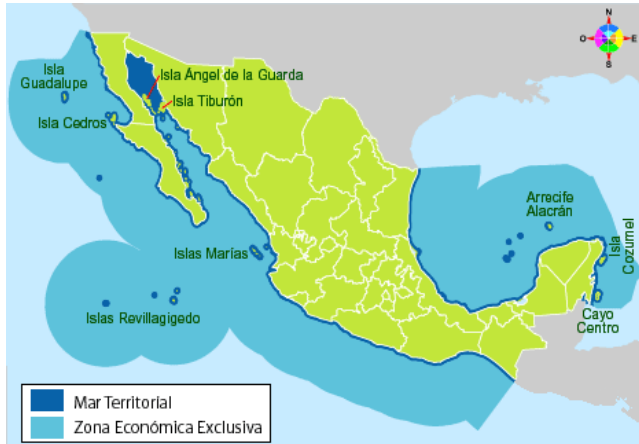 N
O E
S
Isla
Guadalupe
Isla Ángel de la Guarda
Isla Tiburón
Isla Cedros
Arrecife
Alacrán
Isla
Cozumel
Islas Marías
Islas Revillagigedo
Cayo
Centro
Mar Territorial
Zona Económica Exclusiva